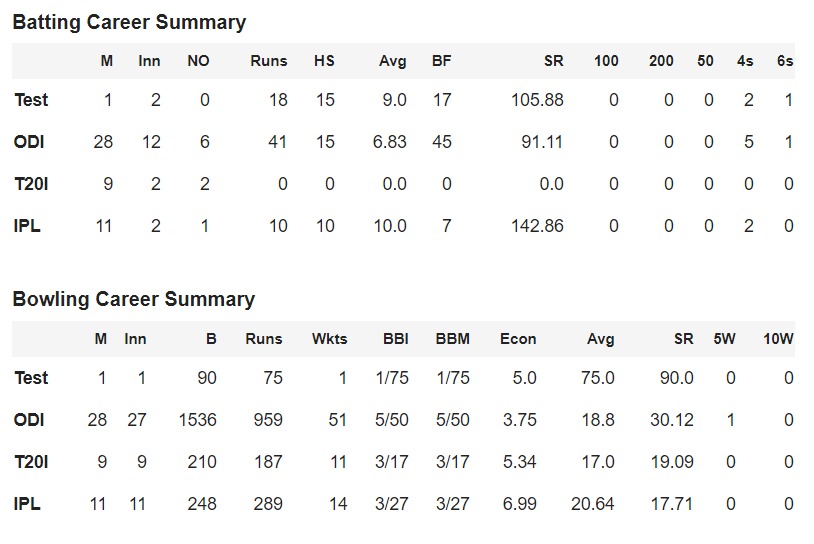 Batting Career Summary
M Inn NO Runs HS Avg BF SR 100 200 50 4s 6s
Test 1 2 0 18 15 9.0 17 105.88 0 0 0 2 1
ODI 28 12 6 41 15 6.83 45 91.11 0 0 0 5 1
T20I 9 2 2 0 0 0.0 0 0.0 0 0 0 0 0
IPL 11 2 1 10 10 10.0 7 142.86 0 0 0 2 0
Bowling Career Summary
M Inn B Runs Wkts BBI BBM Econ Avg SR 5W 10W
Test 1 1 90 75 1 1/75 1/75 5.0 75.0 90.0 0 0
ODI 28 27 1536 959 51 5/50 5/50 3.75 18.8 30.12 1 0
T20I 9 9 210 187 11 3/17 3/17 5.34 17.0 19.09 0 0
IPL 11 11 248 289 14 3/27 3/27 6.99 20.64 17.71 0 0